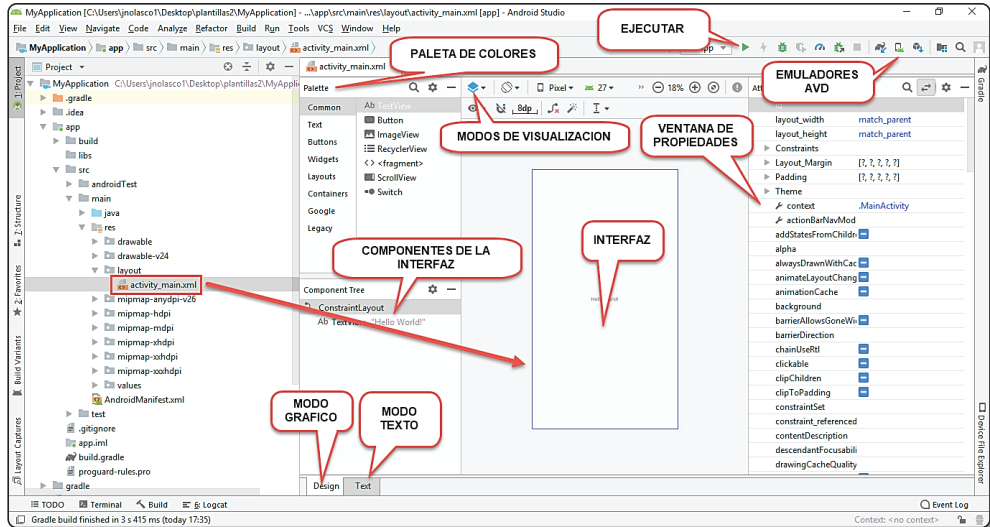 MyApplication [C:\Users\jnolasco1\Desktop\plantillas2\MyApplication] - ...\app\src\main\res\layout\activity_main.xml [app] - Android Studio
File Edit View Navigate Code Analyze Refactor Build Run Tools VCS Window Help
MyApplication app src main res layout activity_main.xml
EJECUTAR
PALETA DE COLORES
EMULADORES
AVD
MODOS DE VISUALIZACION
VENTANA DE
PROPIEDADES
1: Project
7: Structure
2: Favorites
Build Variants
Layout Captures
Project
MyApplication C:\Users\jnolasco1\Desktop\plantillas2\MyAppli
.gradle
.idea
app
build
libs
src
androidTest
main
java
res
drawable
drawable-v24
layout
activity_main.xml
mipmap-anydpi-v26
mipmap-hdpi
mipmap-mdpi
mipmap-xhdpi
mipmap-xxhdpi
values
AndroidManifest.xml
test
.gitignore
app.iml
build.gradle
proguard-rules.pro
gradle
activity_main.xml
Palette
Common
Text
Buttons
Widgets
Layouts
Containers
Google
Legacy
Ab TextView
Button
ImageView
RecyclerView
<> <fragment>
ScrollView
Switch
Pixel 27 18%
8dp
COMPONENTES DE LA
INTERFAZ
Component Tree
ConstraintLayout
Ab TextView "Hello World!"
INTERFAZ
MODO
GRAFICO
MODO
TEXTO
Design Text
layout_width match_parent
layout_height match_parent
Constraints
Layout_Margin [?, ?, ?, ?, ?]
Padding [?, ?, ?, ?, ?]
Theme
context .MainActivity
actionBarNavMod
addStatesFromChildre
alpha
alwaysDrawnWithCac
animateLayoutChang
animationCache
background
barrierAllowsGoneWi
barrierDirection
chainUseRtl
clickable
clipChildren
clipToPadding
constraintSet
constraint_referenced
contentDescription
descendantFocusabili
drawingCacheQuality
Gradle
Device File Explorer
TODO Terminal Build 6: Logcat Event Log
Gradle build finished in 3 s 415 ms (today 17:35) Context: <no context>